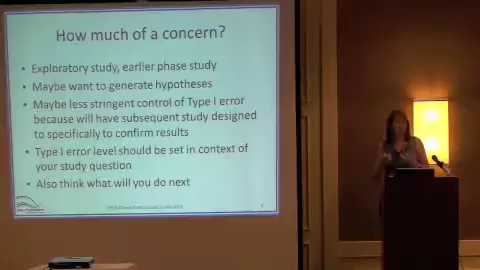 How much of a concern?
• Exploratory study, earlier phase study
• Maybe want to generate hypotheses
• Maybe less stringent control of Type I error
because will have subsequent study designed
to specifically to confirm results
• Type I error level should be set in context of
your study question
• Also think what will you do next